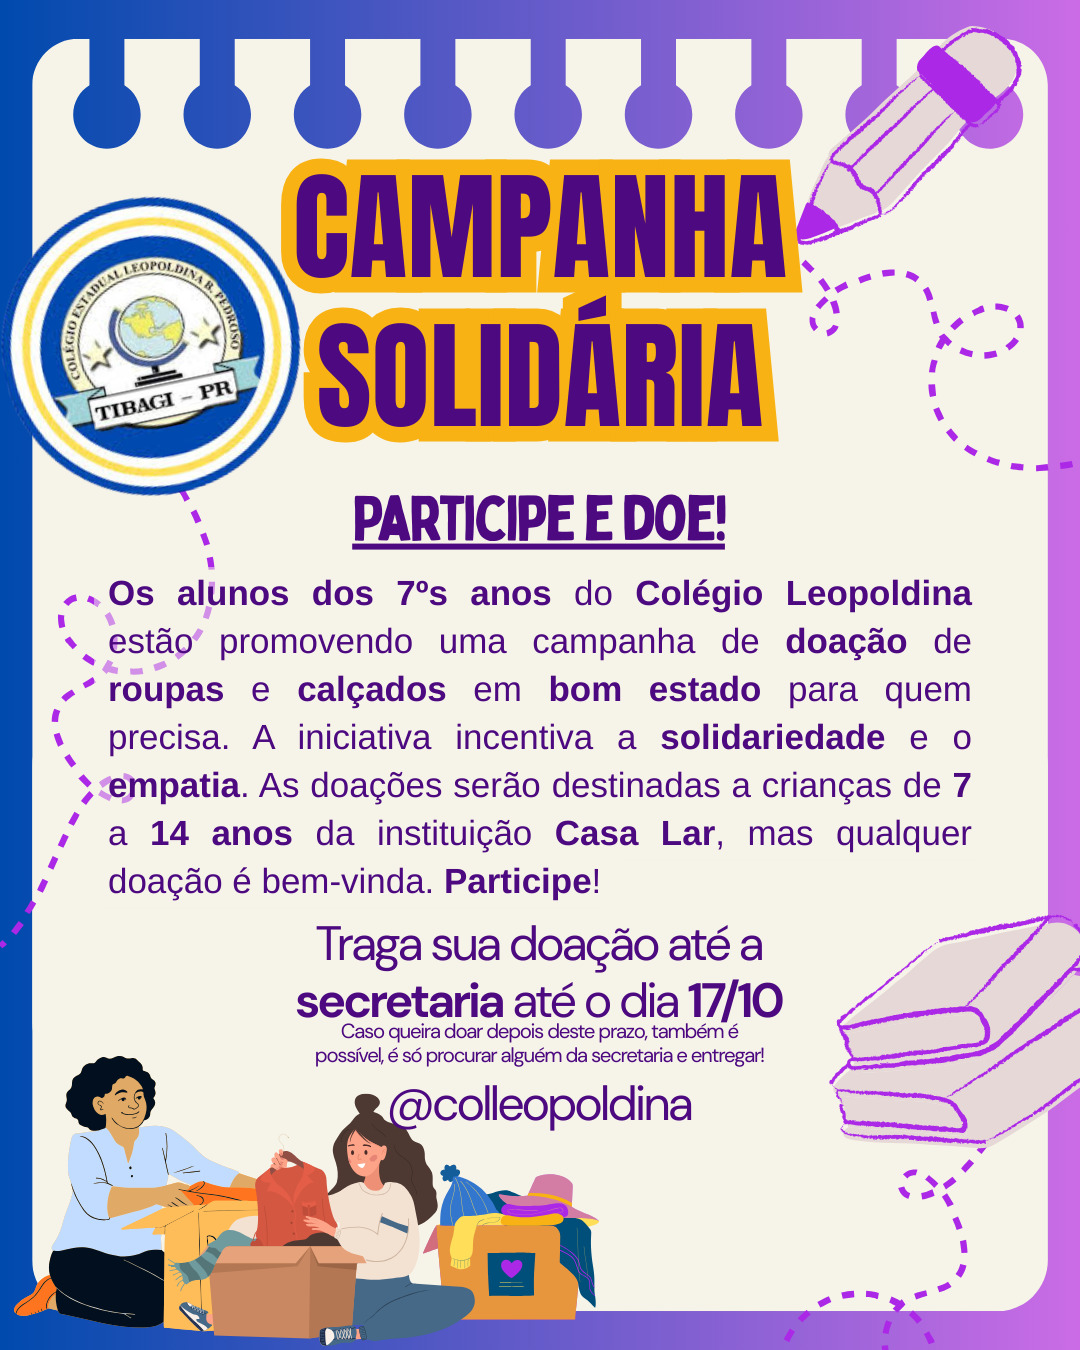 CAMPANHA
SOLIDÁRIA
COLÉGIO ESTADUAL LEOPOLDINA B. PEDROSO
TIBAGI - PR
PARTICIPE E DOE!
Os alunos dos 7ºs anos do Colégio Leopoldina
estão promovendo uma campanha de doação de
roupas e calçados em bom estado para quem
precisa. A iniciativa incentiva a solidariedade e o
empatia. As doações serão destinadas a crianças de 7
a 14 anos da instituição Casa Lar, mas qualquer
doação é bem-vinda. Participe!
Traga sua doação até a
secretaria até o dia 17/10
Caso queira doar depois deste prazo, também é
possível, é só procurar alguém da secretaria e entregar!
@colleopoldina